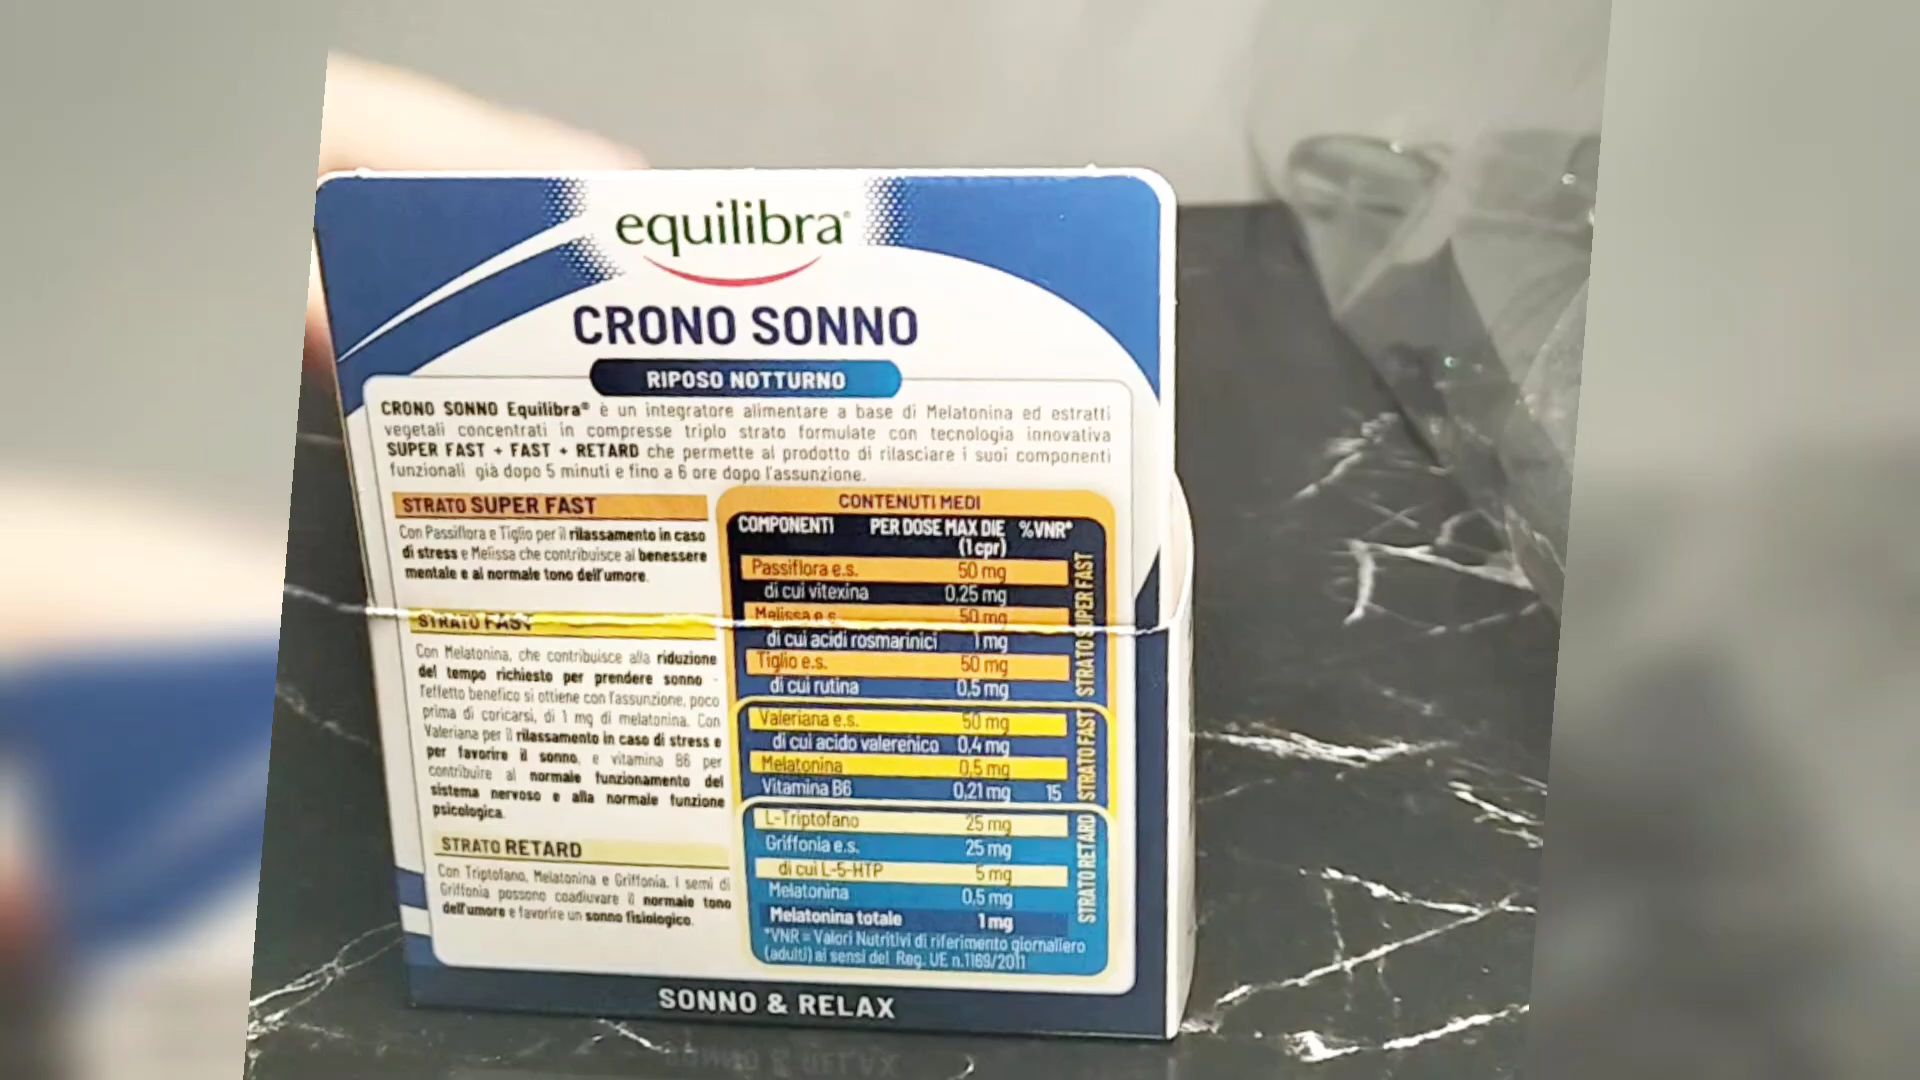 equilibra®
CRONO SONNO
RIPOSO NOTTURNO
CRONO SONNO Equilibra® è un integratore alimentare a base di Melatonina ed estratti
vegetali concentrati in compresse triplo strato formulate con tecnologia innovativa
SUPER FAST + FAST + RETARD che permette al prodotto di rilasciare i suoi componenti
funzionali già dopo 5 minuti e fino a 6 ore dopo l'assunzione.
STRATO SUPER FAST
Con Passiflora e Tiglio per il rilassamento in caso
di stress e Melissa che contribuisce al benessere
mentale e al normale tono dell'umore.
STRATO FAST
Con Melatonina, che contribuisce alla riduzione
del tempo richiesto per prendere sonno -
l'effetto benefico si ottiene con l'assunzione, poco
prima di coricarsi, di 1 mg di melatonina. Con
Valeriana per il rilassamento in caso di stress e
per favorire il sonno, e vitamina B6 per
contribuire al normale funzionamento del
sistema nervoso e alla normale funzione
psicologica.
STRATO RETARD
Con Triptofano, Melatonina e Griffonia. I semi di
Griffonia possono coadiuvare il normale tono
dell'umore e favorire un sonno fisiologico.
CONTENUTI MEDI
COMPONENTI PER DOSE MAX DIE %VNR*
(1 cpr)
Passiflora e.s. 50 mg
di cui vitexina 0,25 mg
Melissa e.s. 50 mg
di cui acidi rosmarinici 1 mg
Tiglio e.s. 50 mg
di cui rutina 0,5 mg
STRATO SUPER FAST
Valeriana e.s. 50 mg
di cui acido valerenico 0,4 mg
Melatonina 0,5 mg
Vitamina B6 0,21 mg 15
STRATO FAST
L-Triptofano 25 mg
Griffonia e.s. 25 mg
di cui L-5-HTP 5 mg
Melatonina 0,5 mg
Melatonina totale 1 mg
STRATO RETARD
*VNR = Valori Nutritivi di riferimento giornaliero
(adulti) ai sensi del Reg. UE n.1169/2011
SONNO & RELAX